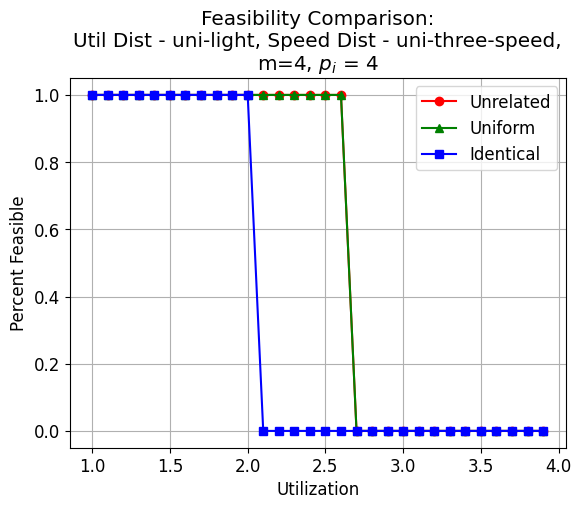 Feasibility Comparison:
Util Dist - uni-light, Speed Dist - uni-three-speed,
m=4, p_i = 4
Unrelated
Uniform
Identical
Percent Feasible
1.0
0.8
0.6
0.4
0.2
0.0
1.0 1.5 2.0 2.5 3.0 3.5 4.0
Utilization